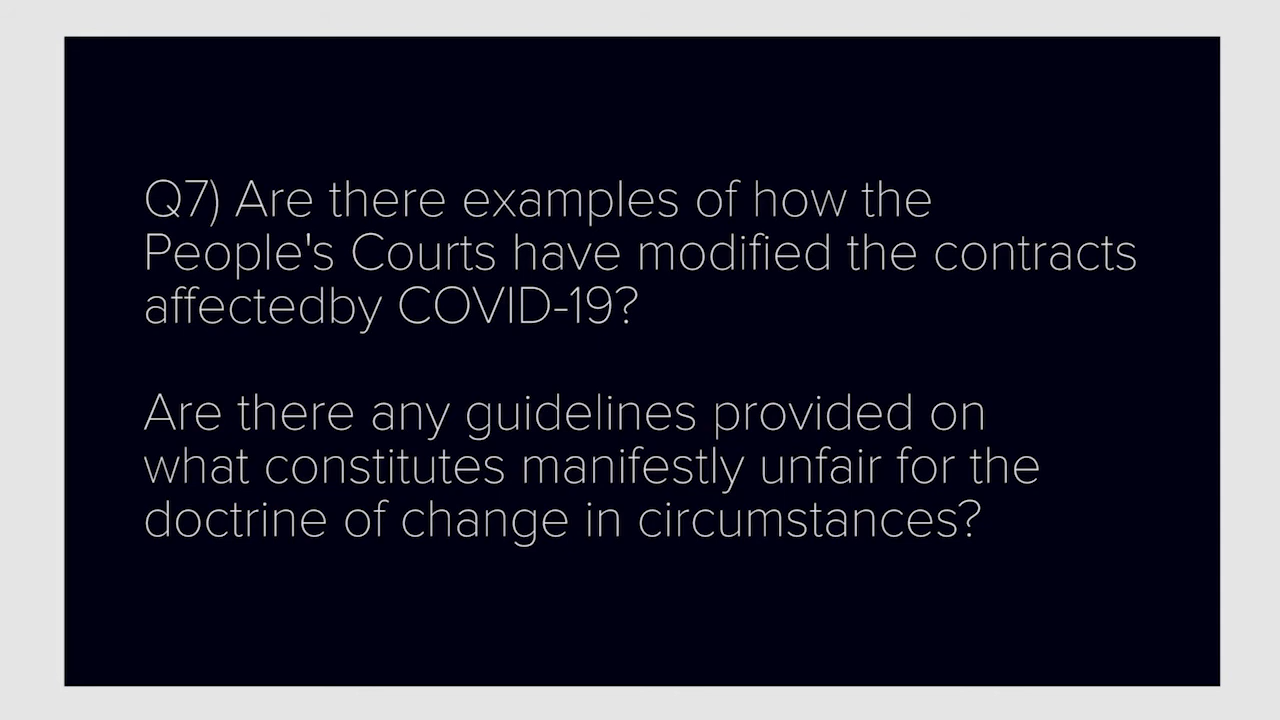 Q7) Are there examples of how the
People's Courts have modified the contracts
affectedby COVID-19?
Are there any guidelines provided on
what constitutes manifestly unfair for the
doctrine of change in circumstances?